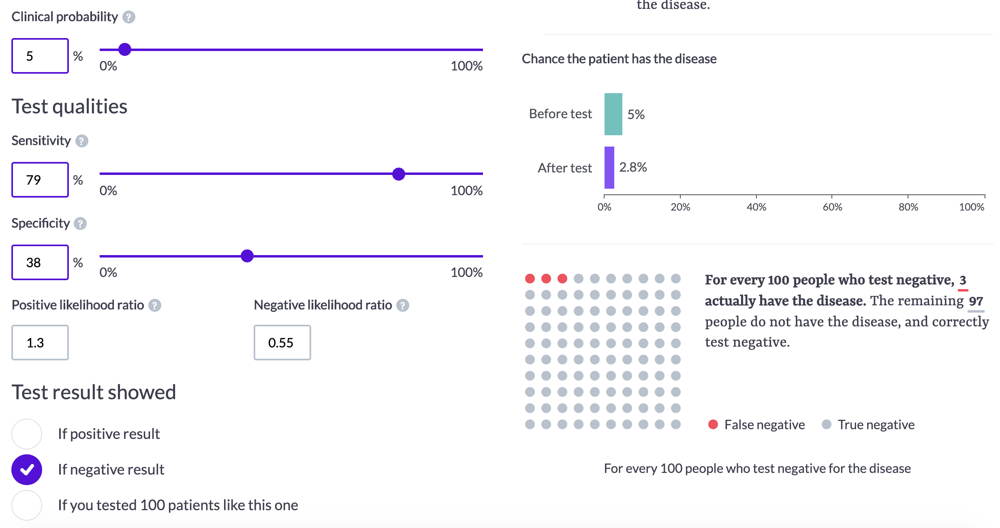 Clinical probability ?
5 %
0% 100%
Test qualities
Sensitivity ?
79 %
0% 100%
Specificity ?
38 %
0% 100%
Positive likelihood ratio ?
1.3
Negative likelihood ratio ?
0.55
Test result showed
If positive result
If negative result
If you tested 100 patients like this one
the disease.
Chance the patient has the disease
Before test 5%
After test 2.8%
0% 20% 40% 60% 80% 100%
For every 100 people who test negative, 3
actually have the disease. The remaining 97
people do not have the disease, and correctly
test negative.
False negative True negative
For every 100 people who test negative for the disease